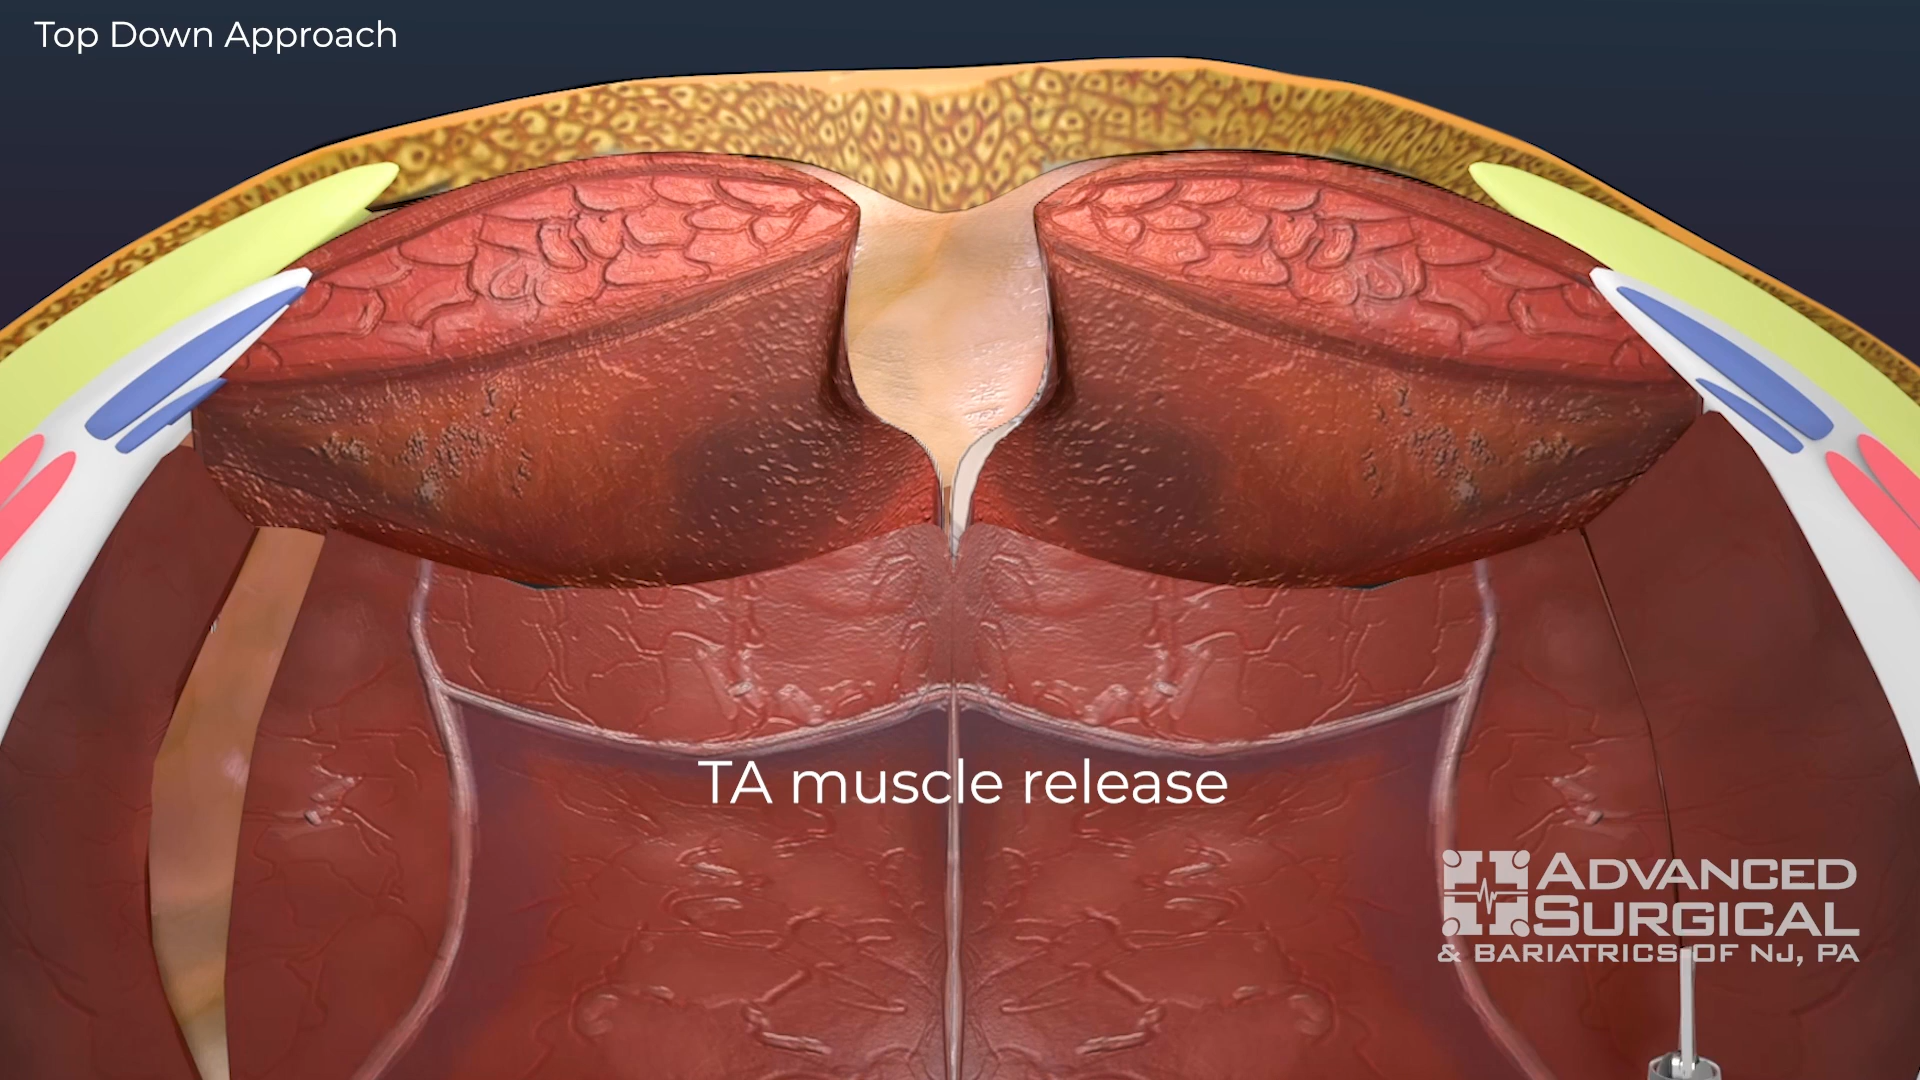 Top Down Approach
TA muscle release
ADVANCED
SURGICAL
& BARIATRICS OF NJ, PA